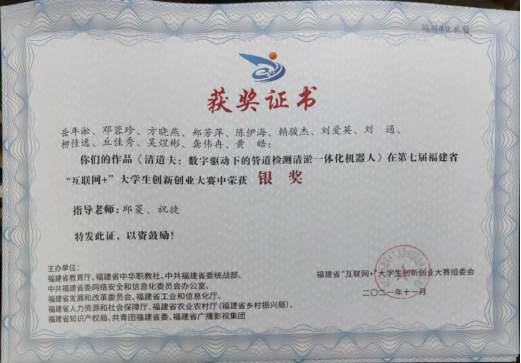 获奖证书
岳年淞、邓蓉珍、方晓燕、郑芳萍、陈伊海、赖骏杰、刘爱英、刘 通、
柳佳选、丘佳秀、吴煜彬、龚伟冉、黄 皓：
你们的作品《清道夫：数字驱动下的管道检测清淤一体化机器人》在第七届福建省
“互联网+”大学生创新创业大赛中荣获 银奖
指导老师：邱菱、祝捷
特发此证，以资鼓励！
主办单位：
福建省教育厅、福建省中华职教社、中共福建省委统战部、
中共福建省委网络安全和信息化委员会办公室、
福建省发展和改革委员会、福建省工业和信息化厅、
福建省人力资源和社会保障厅、福建省农业农村厅（福建省乡村振兴局）、
福建省知识产权局、共青团福建省委、福建省广播影视集团
福建省“互联网+”大学生创新创业大赛组委会
二〇二一年十一月